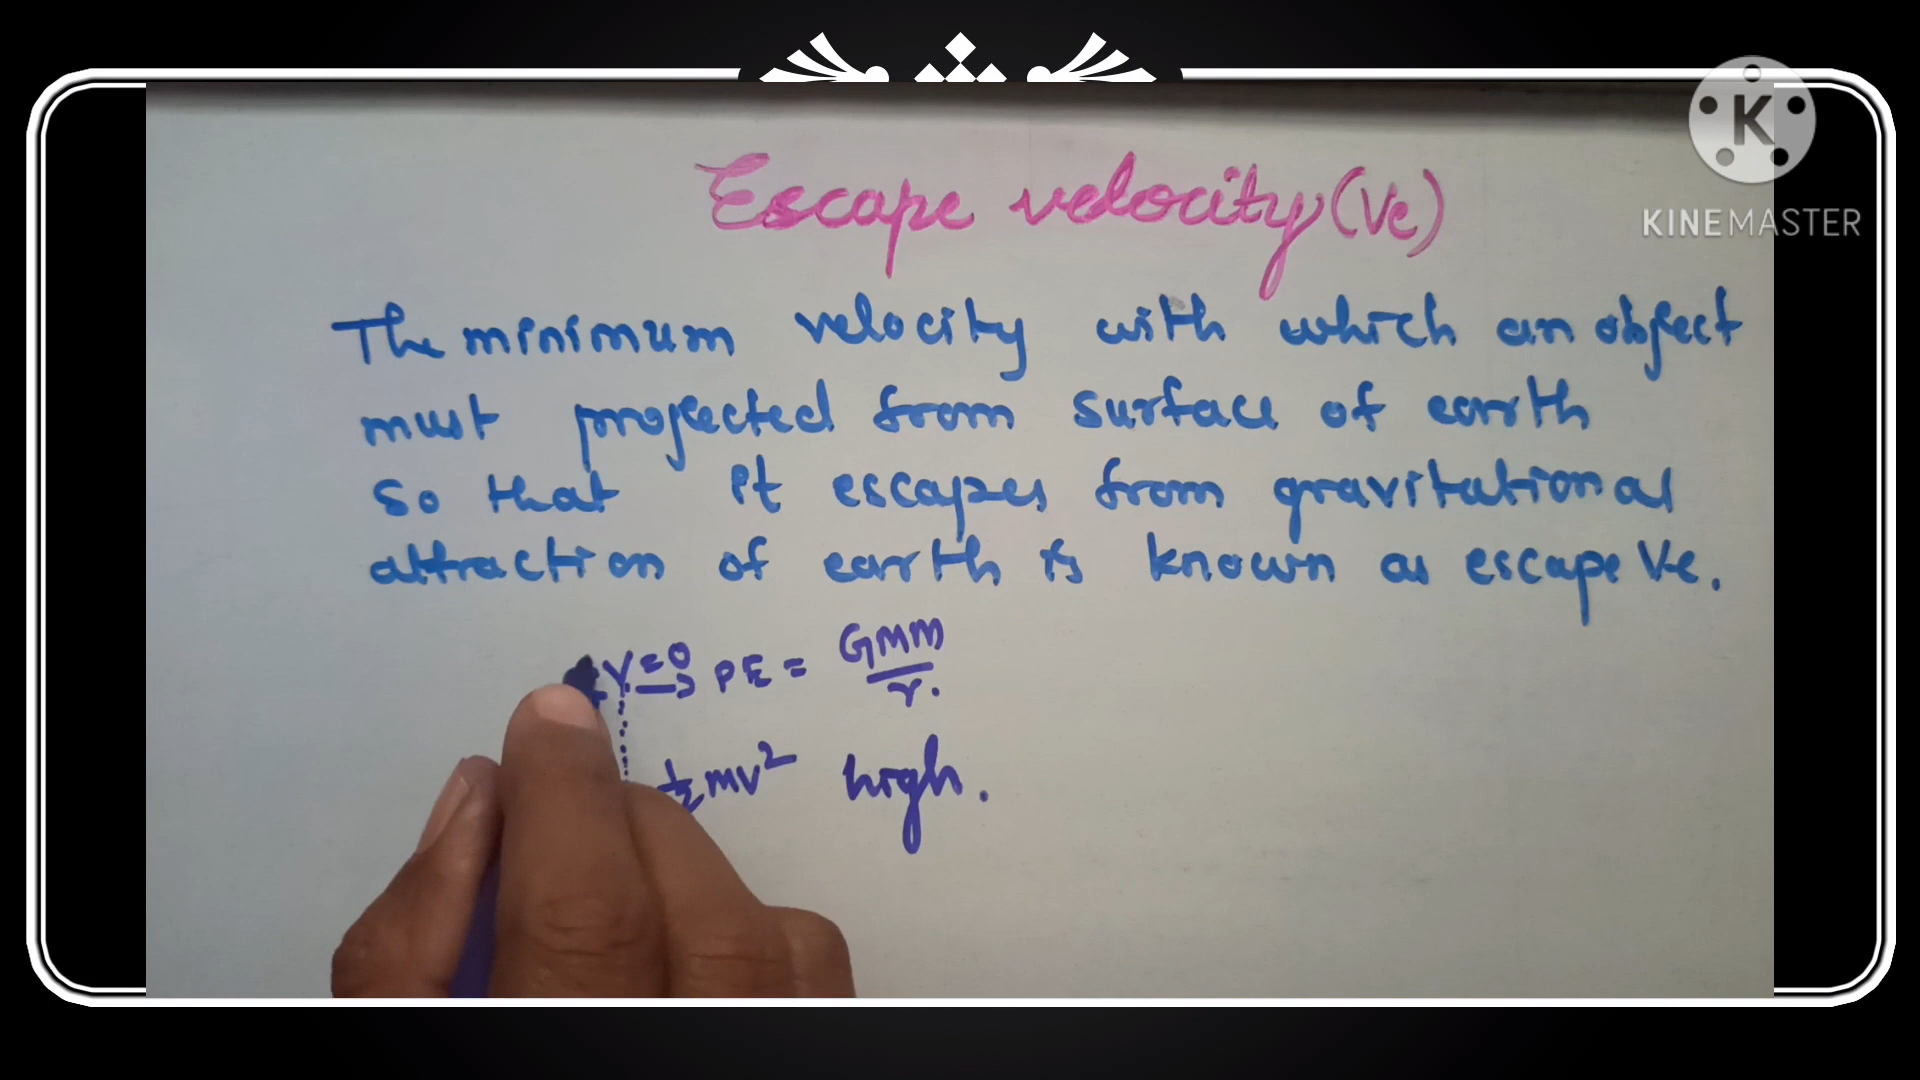 K
KINEMASTER
Escape velocity (Ve)
The minimum velocity with which an object
must projected from surface of earth
so that it escapes from gravitational
attraction of earth is known as escape Ve.
V=0 → PE = GMm/r.
½mv² high.